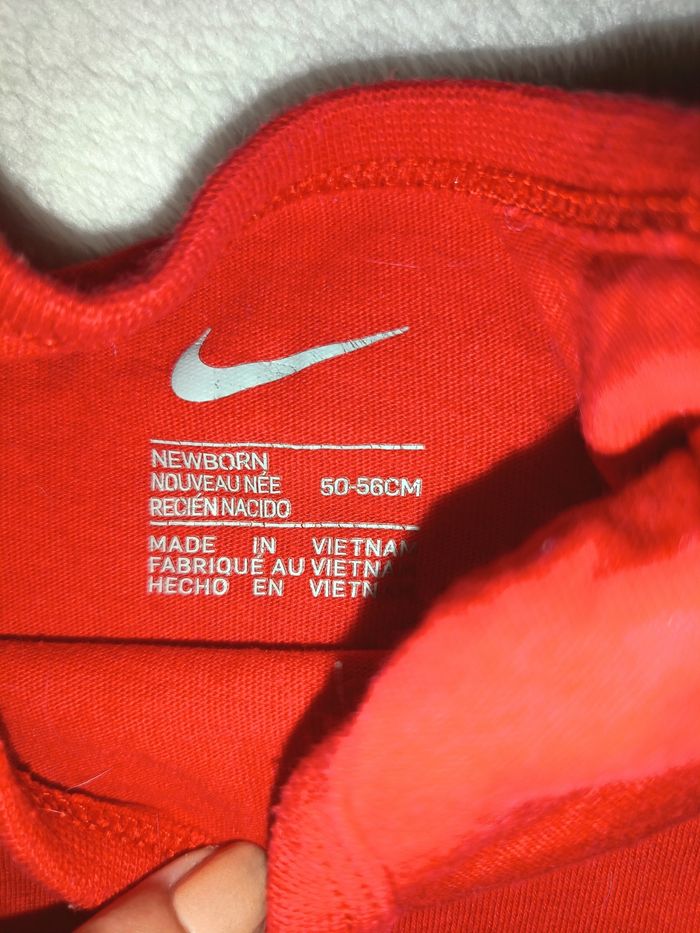 NEWBORN
NOUVEAU NÉE 50-56CM
RECIÉN NACIDO
MADE IN VIETNAM
FABRIQUÉ AU
HECHO EN